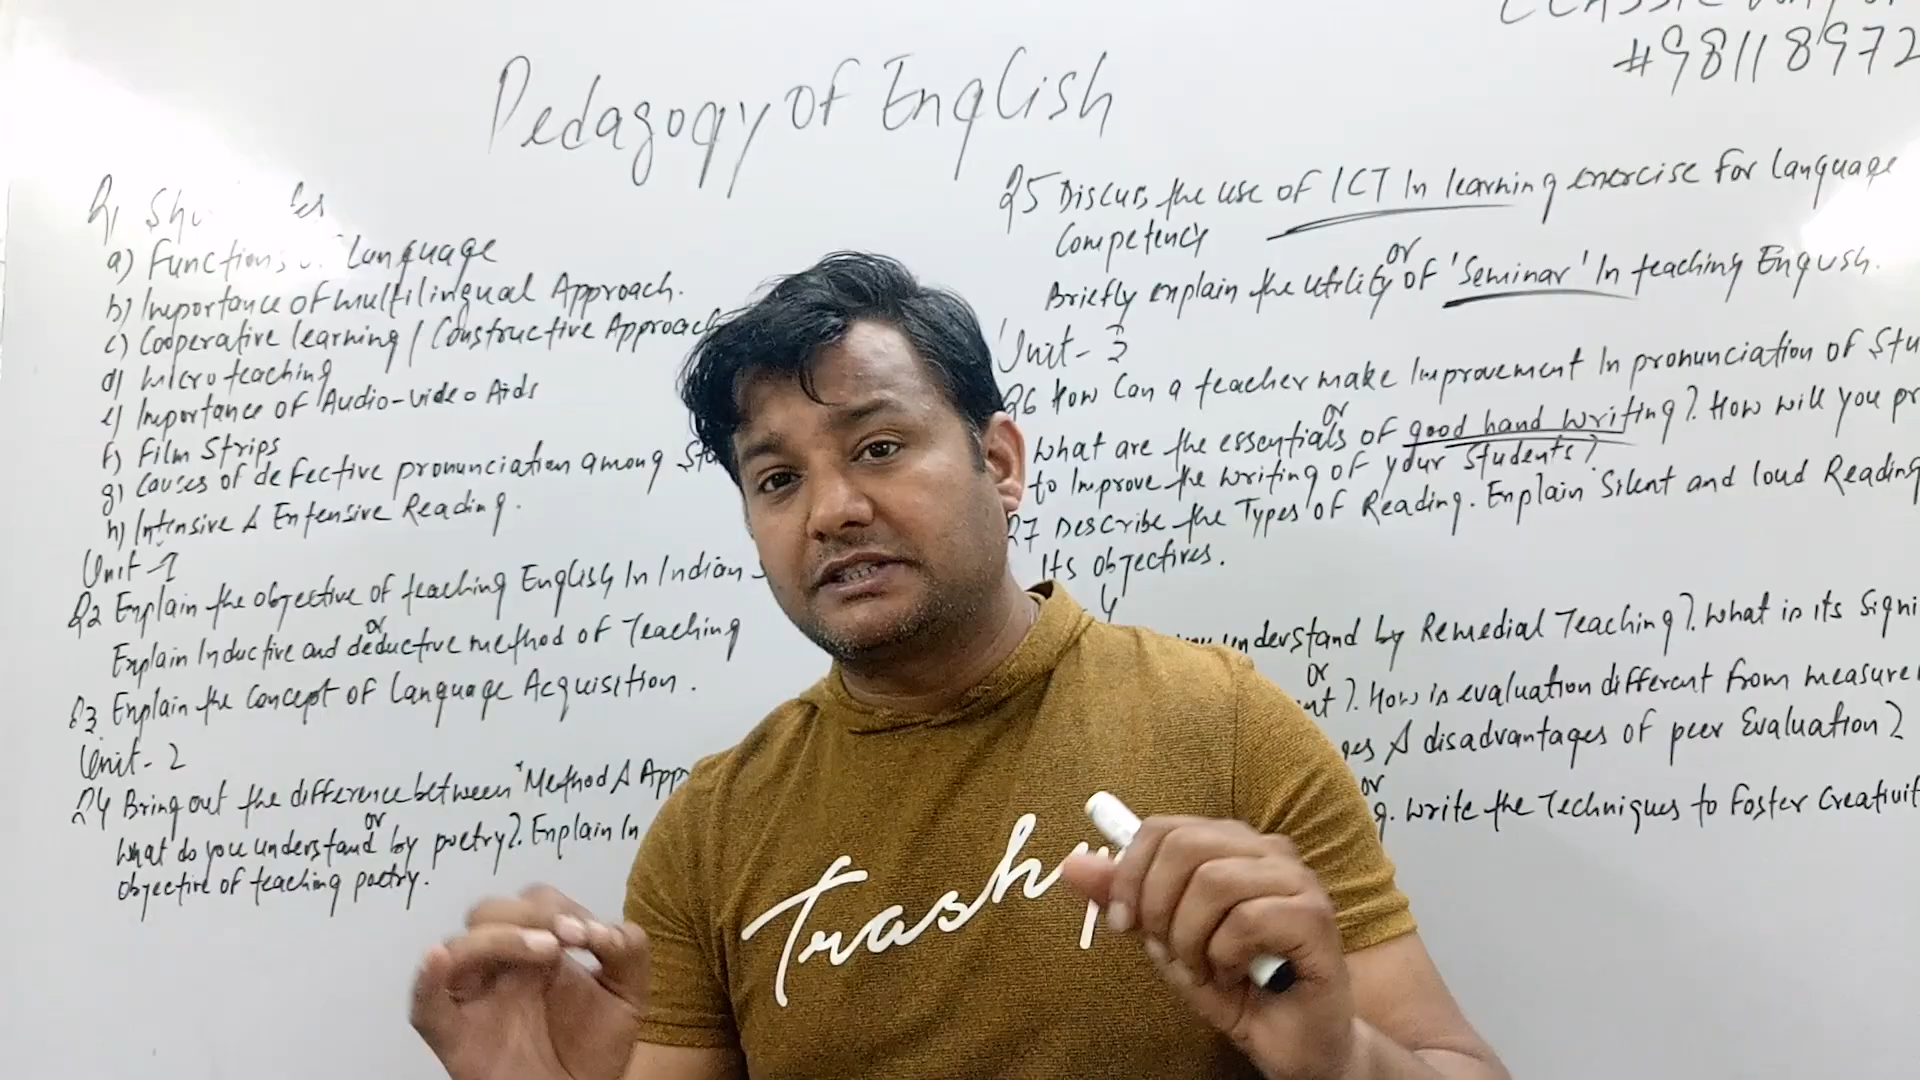 Pedagogy of English
#98118972
Q1
a) Functions Language
b) Importance of multilingual Approach.
c) Cooperative learning / Constructive Approach
d) Micro teaching
e) Importance of Audio-video Aids
f) Film Strips
g) Causes of defective pronunciation among
h) Intensive & Extensive Reading.
Unit-1
Q2 Explain the objective of teaching English In Indian
or
Explain Inductive and deductive method of Teaching
Q3 Explain the concept of Language Acquisition.
Unit-2
Q4 Bring out the difference between "Method &
or
What do you understand by poetry? Explain In
objective of teaching poetry.
Q5 Discuss the use of ICT In learning exercise for Language
Competency
or
Briefly explain the utility of 'Seminar' In teaching English.
Unit-3
Q6 How Can a teacher make Improvement In pronunciation of
or
What are the essentials of good hand writing? How will you
to Improve the writing of your students?
Q7 Describe the Types of Reading. Explain Silent and loud Reading
Its objectives.
4
understand by Remedial Teaching? What is its
or
? How is evaluation different from
& disadvantages of peer Evaluation?
or
Write the Techniques to Foster
Trashy